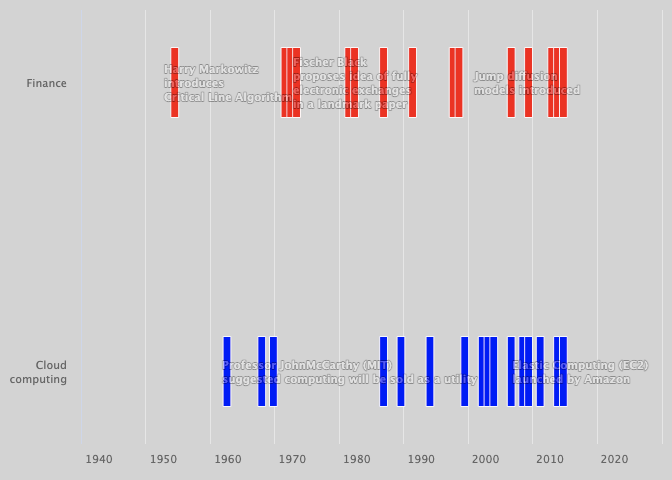 Finance
Harry Markowitz
introduces
Critical Line Algorithm
Fischer Black
proposes idea of fully
electronic exchanges
in a landmark paper
Jump diffusion
models introduced
Cloud
computing
Professor JohnMcCarthy (MIT)
suggested computing will be sold as a utility
Elastic Computing (EC2)
launched by Amazon
1940 1950 1960 1970 1980 1990 2000 2010 2020